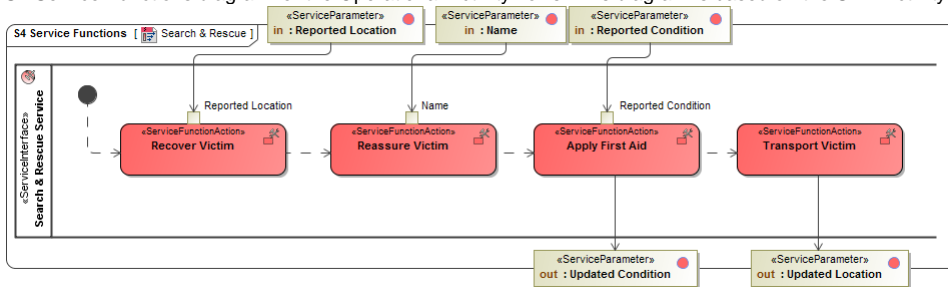 «ServiceParameter»
in : Reported Location
«ServiceParameter»
in : Name
«ServiceParameter»
in : Reported Condition
S4 Service Functions [ Search & Rescue ]
«ServiceInterface»
Search & Rescue Service
Reported Location
Name
Reported Condition
«ServiceFunctionAction»
Recover Victim
«ServiceFunctionAction»
Reassure Victim
«ServiceFunctionAction»
Apply First Aid
«ServiceFunctionAction»
Transport Victim
«ServiceParameter»
out : Updated Condition
«ServiceParameter»
out : Updated Location